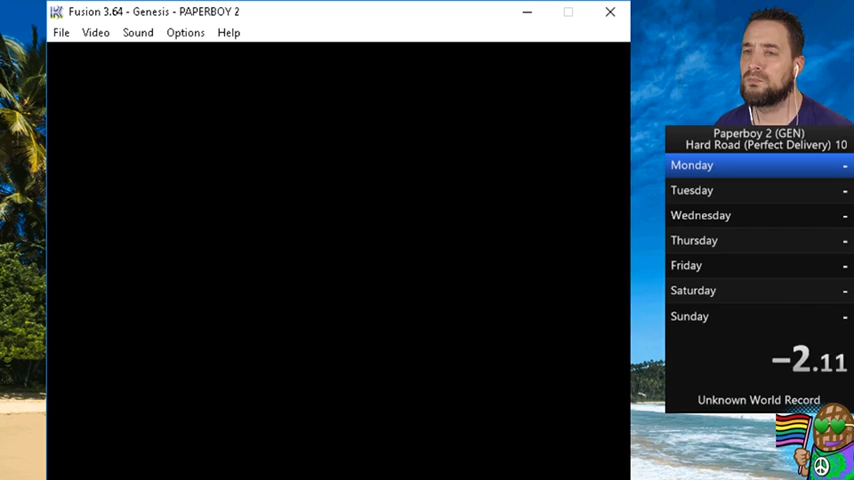 Fusion 3.64 - Genesis - PAPERBOY 2
File Video Sound Options Help
Paperboy 2 (GEN)
Hard Road (Perfect Delivery) 10
Monday -
Tuesday -
Wednesday -
Thursday -
Friday -
Saturday -
Sunday -
−2.11
Unknown World Record